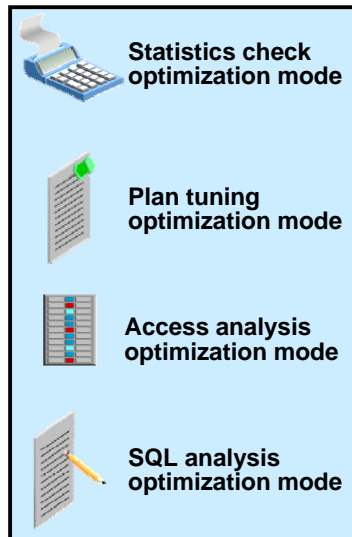 Statistics check
optimization mode
Plan tuning
optimization mode
Access analysis
optimization mode
SQL analysis
optimization mode